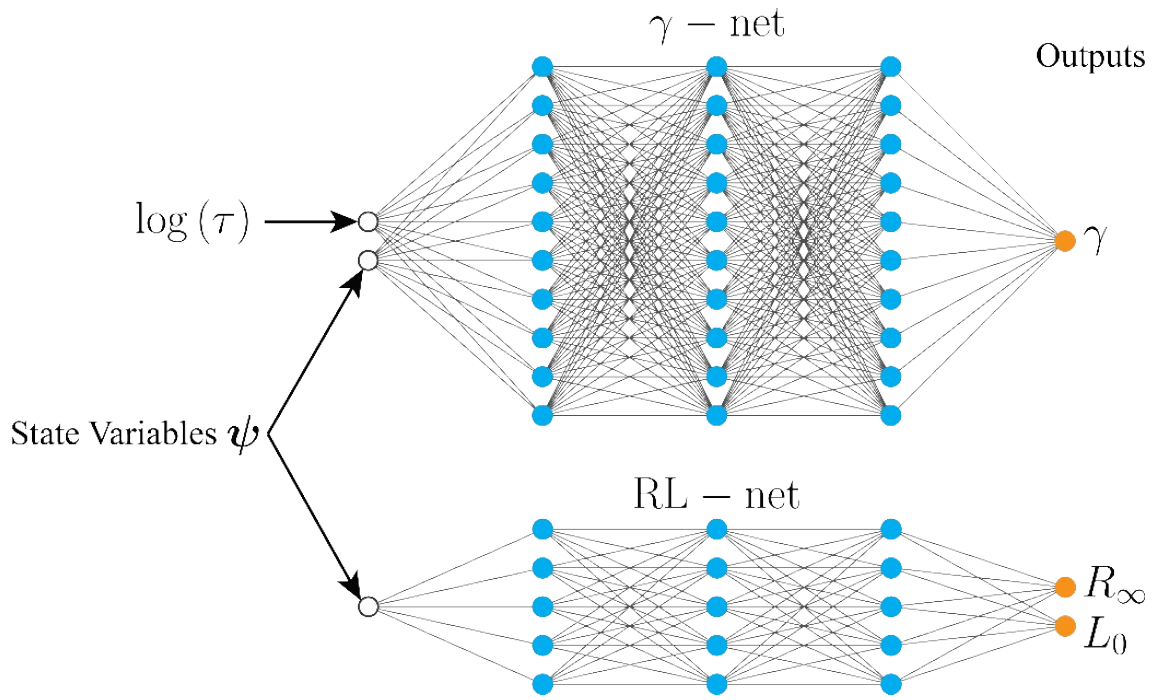 γ − net
Outputs
log (τ)
γ
State Variables ψ
RL − net
R∞
L₀